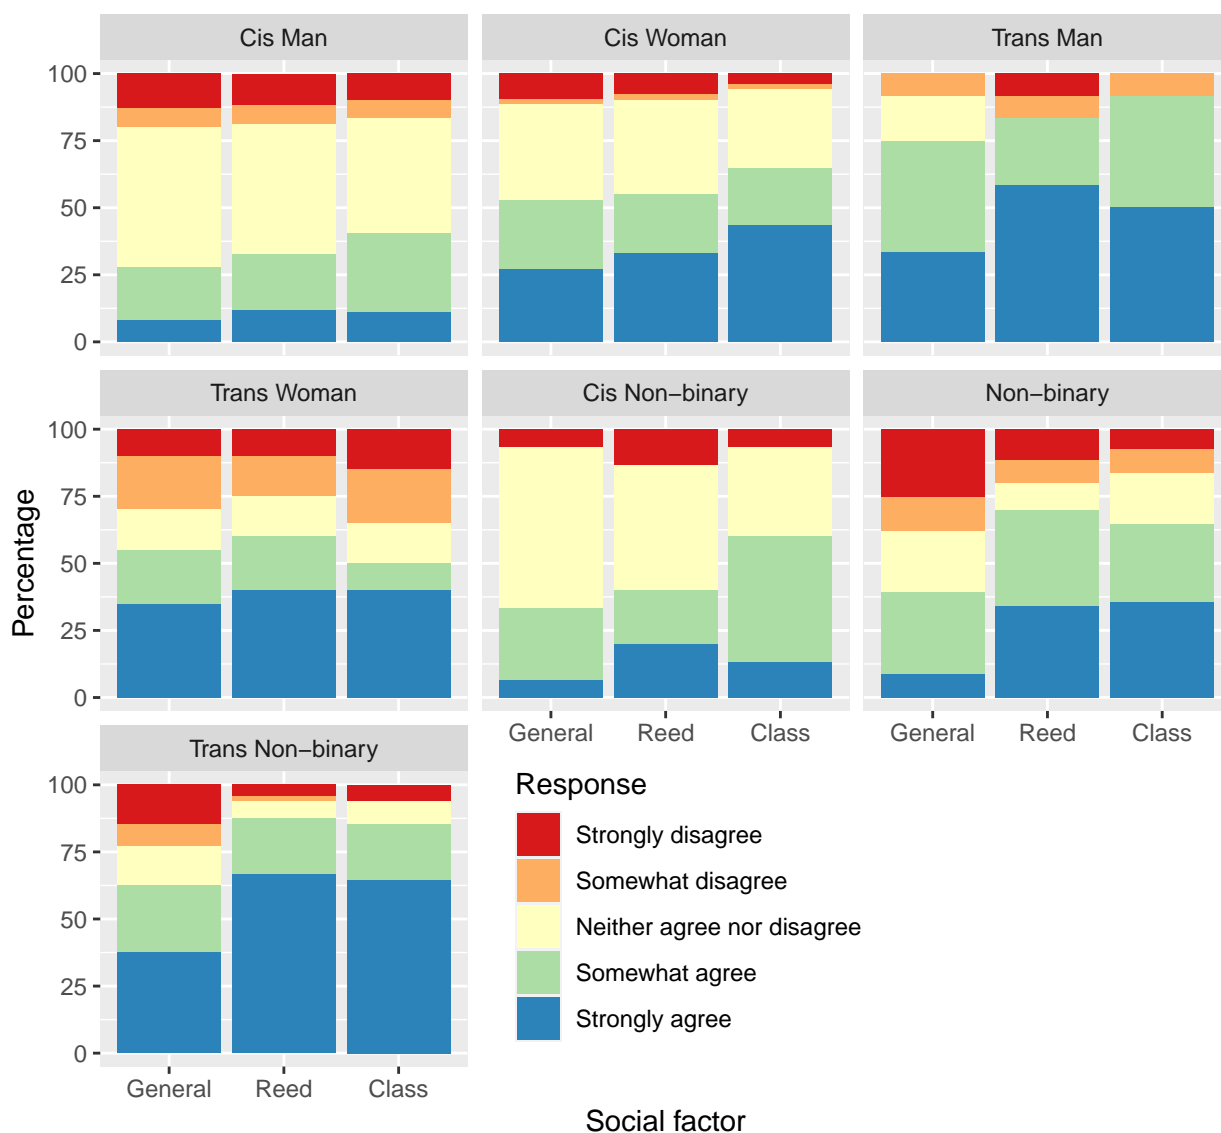 Cis Man
Cis Woman
Trans Man
100
75
50
25
0
Trans Woman
Cis Non−binary
Non−binary
100
75
50
25
0
Percentage
General Reed Class
General Reed Class
Trans Non−binary
100
75
50
25
0
General Reed Class
Response
Strongly disagree
Somewhat disagree
Neither agree nor disagree
Somewhat agree
Strongly agree
Social factor